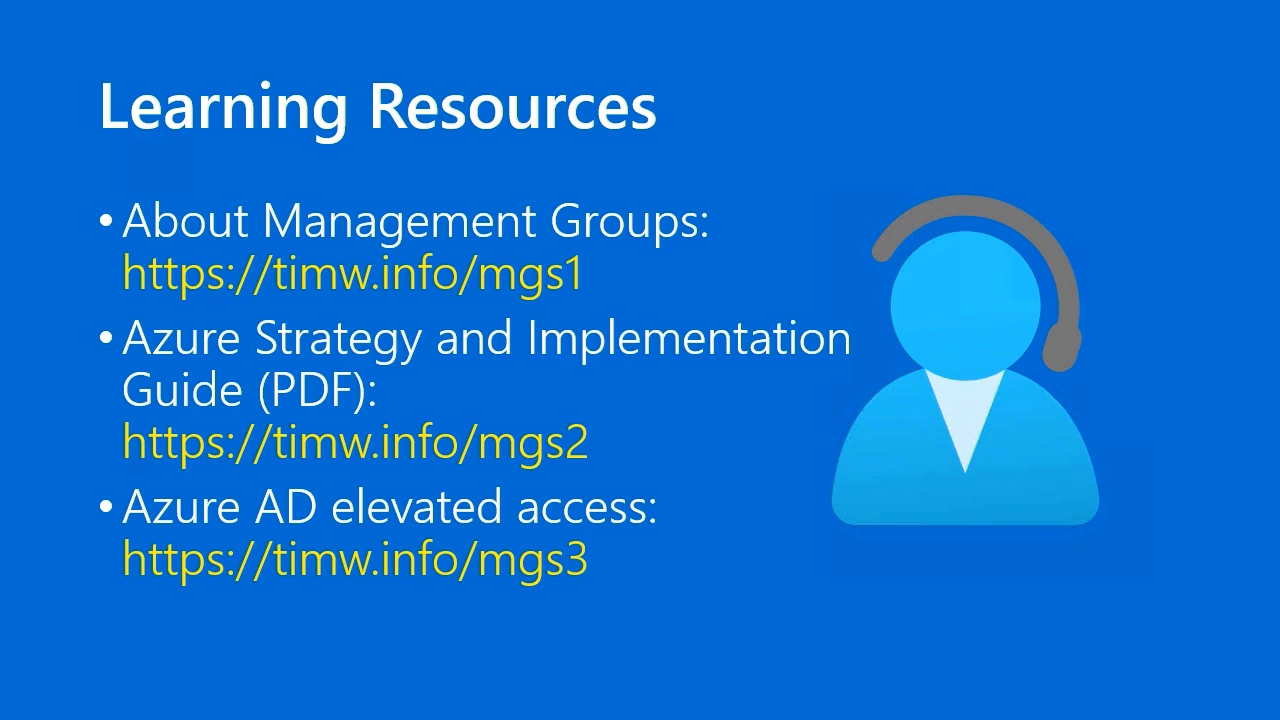 Learning Resources
• About Management Groups:
https://timw.info/mgs1
• Azure Strategy and Implementation
Guide (PDF):
https://timw.info/mgs2
• Azure AD elevated access:
https://timw.info/mgs3